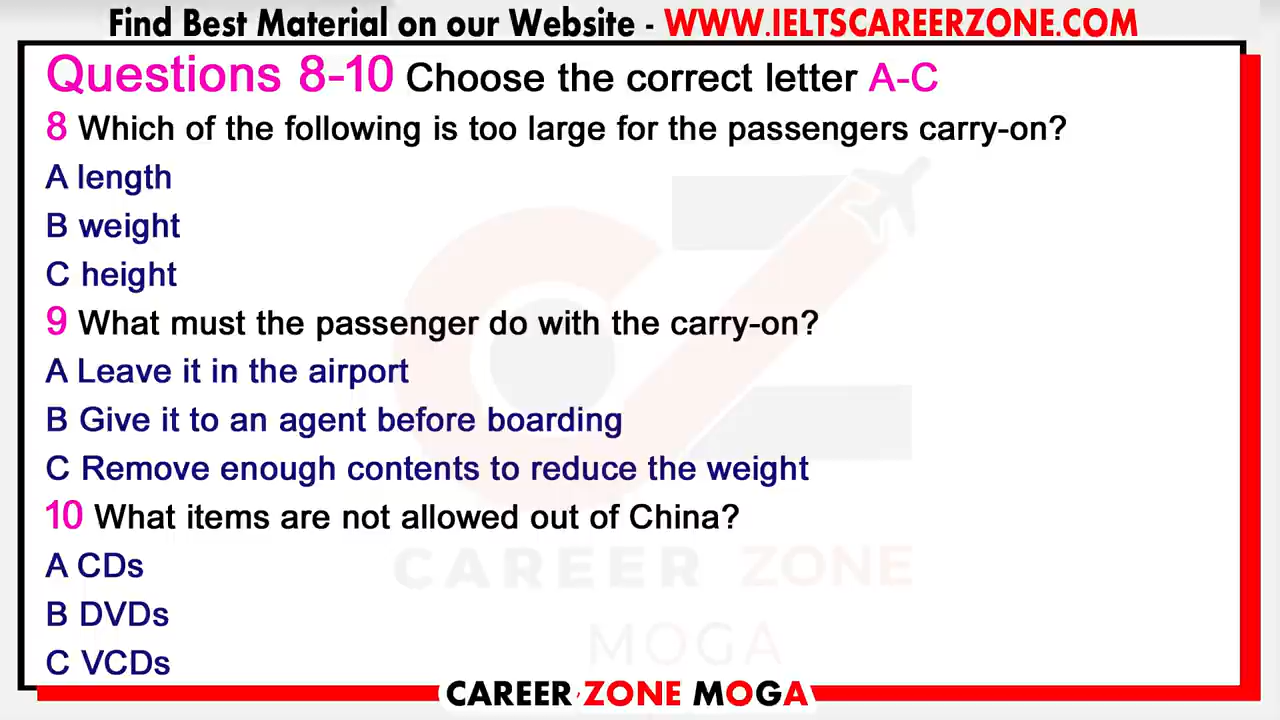 Find Best Material on our Website - WWW.IELTSCAREERZONE.COM
Questions 8-10 Choose the correct letter A-C
8 Which of the following is too large for the passengers carry-on?
A length
B weight
C height
9 What must the passenger do with the carry-on?
A Leave it in the airport
B Give it to an agent before boarding
C Remove enough contents to reduce the weight
10 What items are not allowed out of China?
A CDs
B DVDs
C VCDs
CAREER ZONE
MOGA
CAREER ZONE MOGA